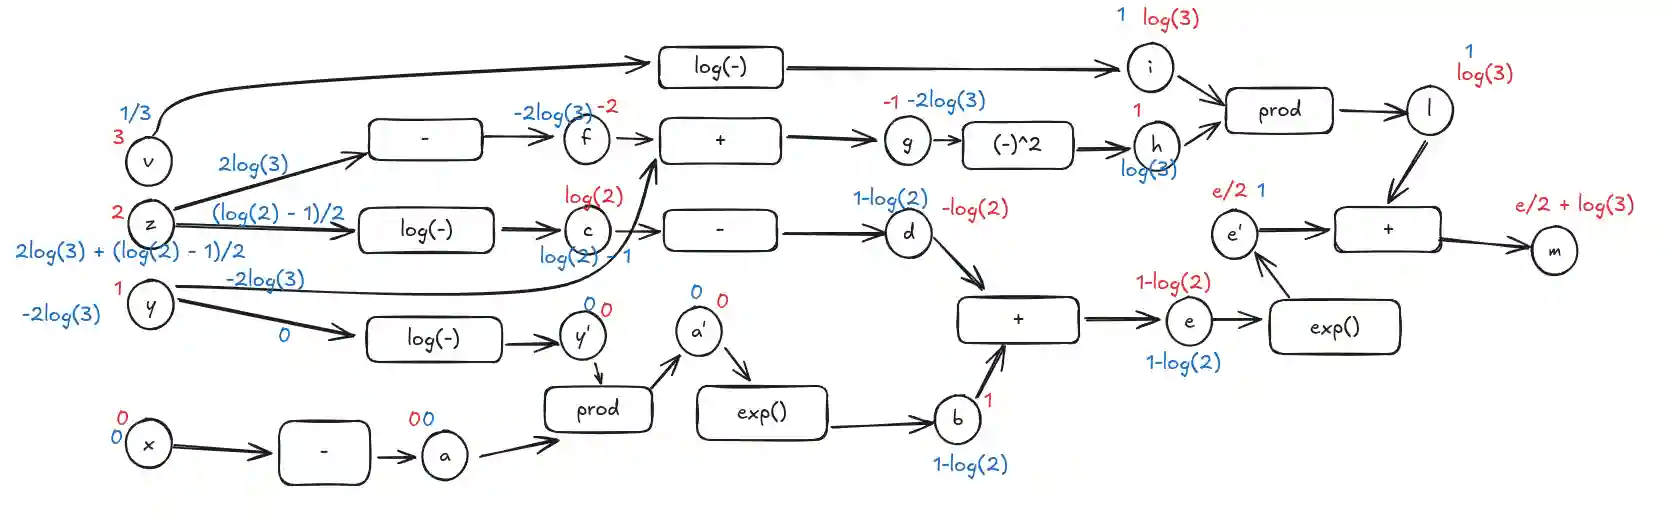 1 log(3)
1
log(3)
log(-)
i
1/3
3
v
-2log(3) -2
-
f
+
-1 -2log(3)
g
(-)^2
1
h
log(3)
prod
l
2log(3)
2
z
(log(2) - 1)/2
2log(3) + (log(2) - 1)/2
log(-)
log(2)
c
log(2) - 1
-
1-log(2)
d
-log(2)
e/2 1
e'
+
e/2 + log(3)
m
1
y
-2log(3)
-2log(3)
0
log(-)
0 0
y'
0 0
a'
+
1-log(2)
e
1-log(2)
exp()
prod
exp()
1
b
1-log(2)
0
0
x
-
0 0
a